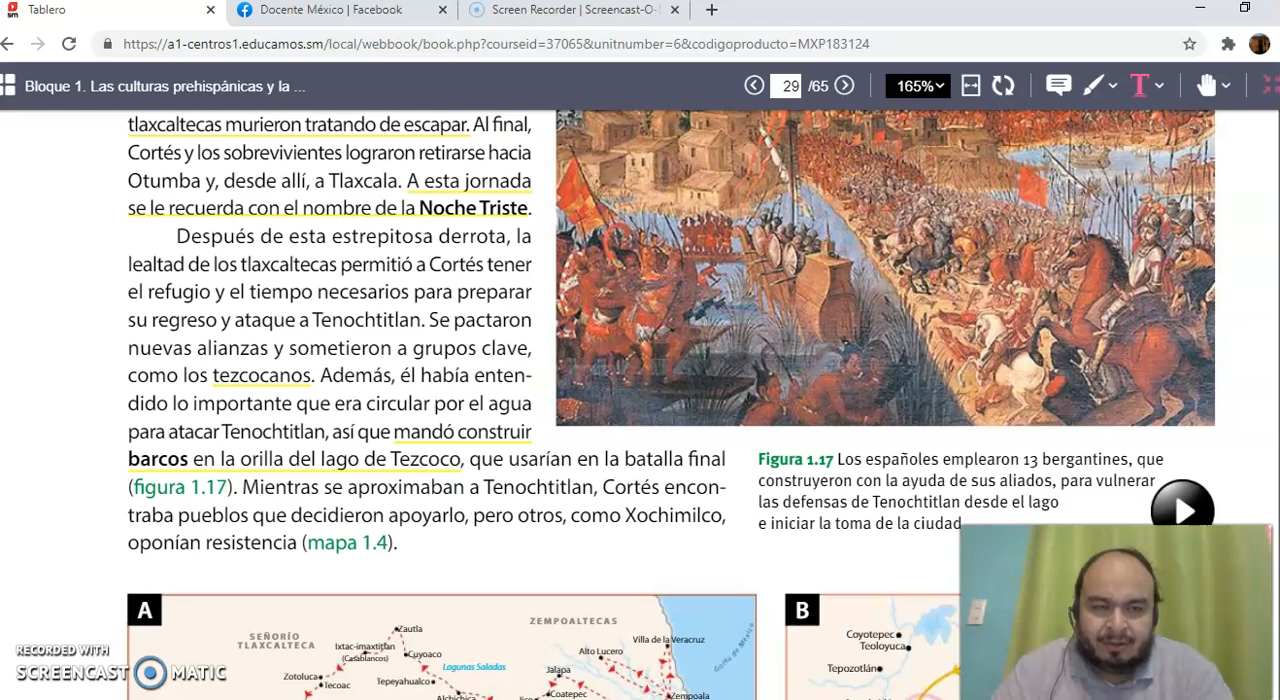 Tablero
Docente México | Facebook
Screen Recorder | Screencast-O-
https://a1-centros1.educamos.sm/local/webbook/book.php?courseid=37065&unitnumber=6&codigoproducto=MXP183124
Bloque 1. Las culturas prehispánicas y la ...
29 /65
165%
T
tlaxcaltecas murieron tratando de escapar. Al final,
Cortés y los sobrevivientes lograron retirarse hacia
Otumba y, desde allí, a Tlaxcala. A esta jornada
se le recuerda con el nombre de la Noche Triste.
Después de esta estrepitosa derrota, la
lealtad de los tlaxcaltecas permitió a Cortés tener
el refugio y el tiempo necesarios para preparar
su regreso y ataque a Tenochtitlan. Se pactaron
nuevas alianzas y sometieron a grupos clave,
como los tezcocanos. Además, él había enten-
dido lo importante que era circular por el agua
para atacar Tenochtitlan, así que mandó construir
barcos en la orilla del lago de Tezcoco, que usarían en la batalla final
(figura 1.17). Mientras se aproximaban a Tenochtitlan, Cortés encon-
traba pueblos que decidieron apoyarlo, pero otros, como Xochimilco,
oponían resistencia (mapa 1.4).
Figura 1.17 Los españoles emplearon 13 bergantines, que
construyeron con la ayuda de sus aliados, para vulnerar
las defensas de Tenochtitlan desde el lago
e iniciar la toma de la ciudad
A
SEÑORÍO
TLAXCALTECA
ZEMPOALTECAS
Zautla
Ixtac-imaxtitlan
(Casablancos)
Cuyoaco
Lagunas Saladas
Alto Lucero
Villa de la Veracruz
Golfo de México
Zotoluca
Tecoac
Tepeyahualco
Jalapa
Alchichica
Coatepec
Zempoala
B
Coyotepec
Teoloyuca
Tepozotlán
RECORDED WITH
SCREENCAST MATIC